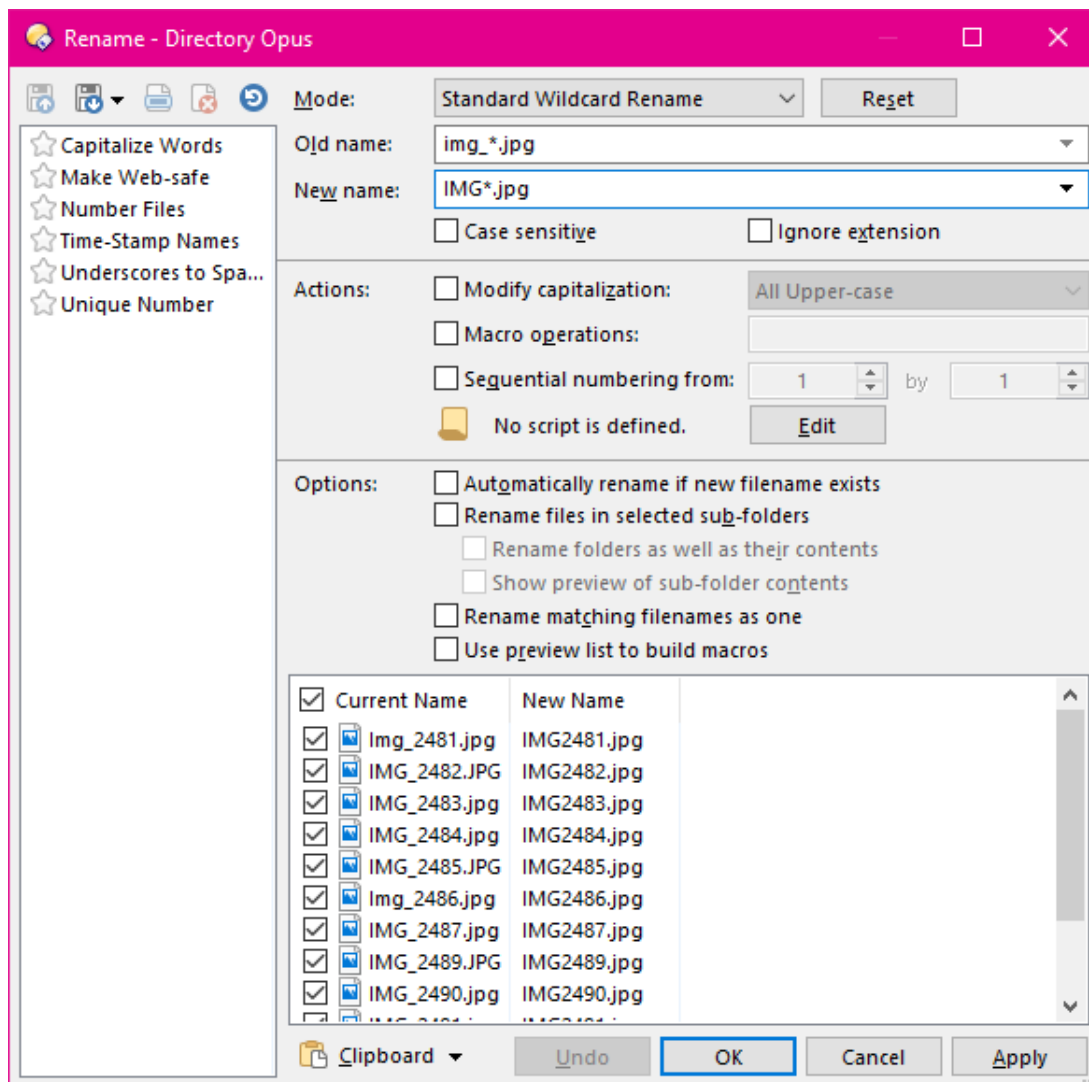 Rename - Directory Opus
Mode: Standard Wildcard Rename Reset
Capitalize Words
Make Web-safe
Number Files
Time-Stamp Names
Underscores to Spa...
Unique Number
Old name: img_*.jpg
New name: IMG*.jpg
Case sensitive Ignore extension
Actions: Modify capitalization: All Upper-case
Macro operations:
Sequential numbering from: 1 by 1
No script is defined. Edit
Options: Automatically rename if new filename exists
Rename files in selected sub-folders
Rename folders as well as their contents
Show preview of sub-folder contents
Rename matching filenames as one
Use preview list to build macros
Current Name New Name
Img_2481.jpg IMG2481.jpg
IMG_2482.JPG IMG2482.jpg
IMG_2483.jpg IMG2483.jpg
IMG_2484.jpg IMG2484.jpg
IMG_2485.JPG IMG2485.jpg
Img_2486.jpg IMG2486.jpg
IMG_2487.jpg IMG2487.jpg
IMG_2489.JPG IMG2489.jpg
IMG_2490.jpg IMG2490.jpg
Clipboard Undo OK Cancel Apply